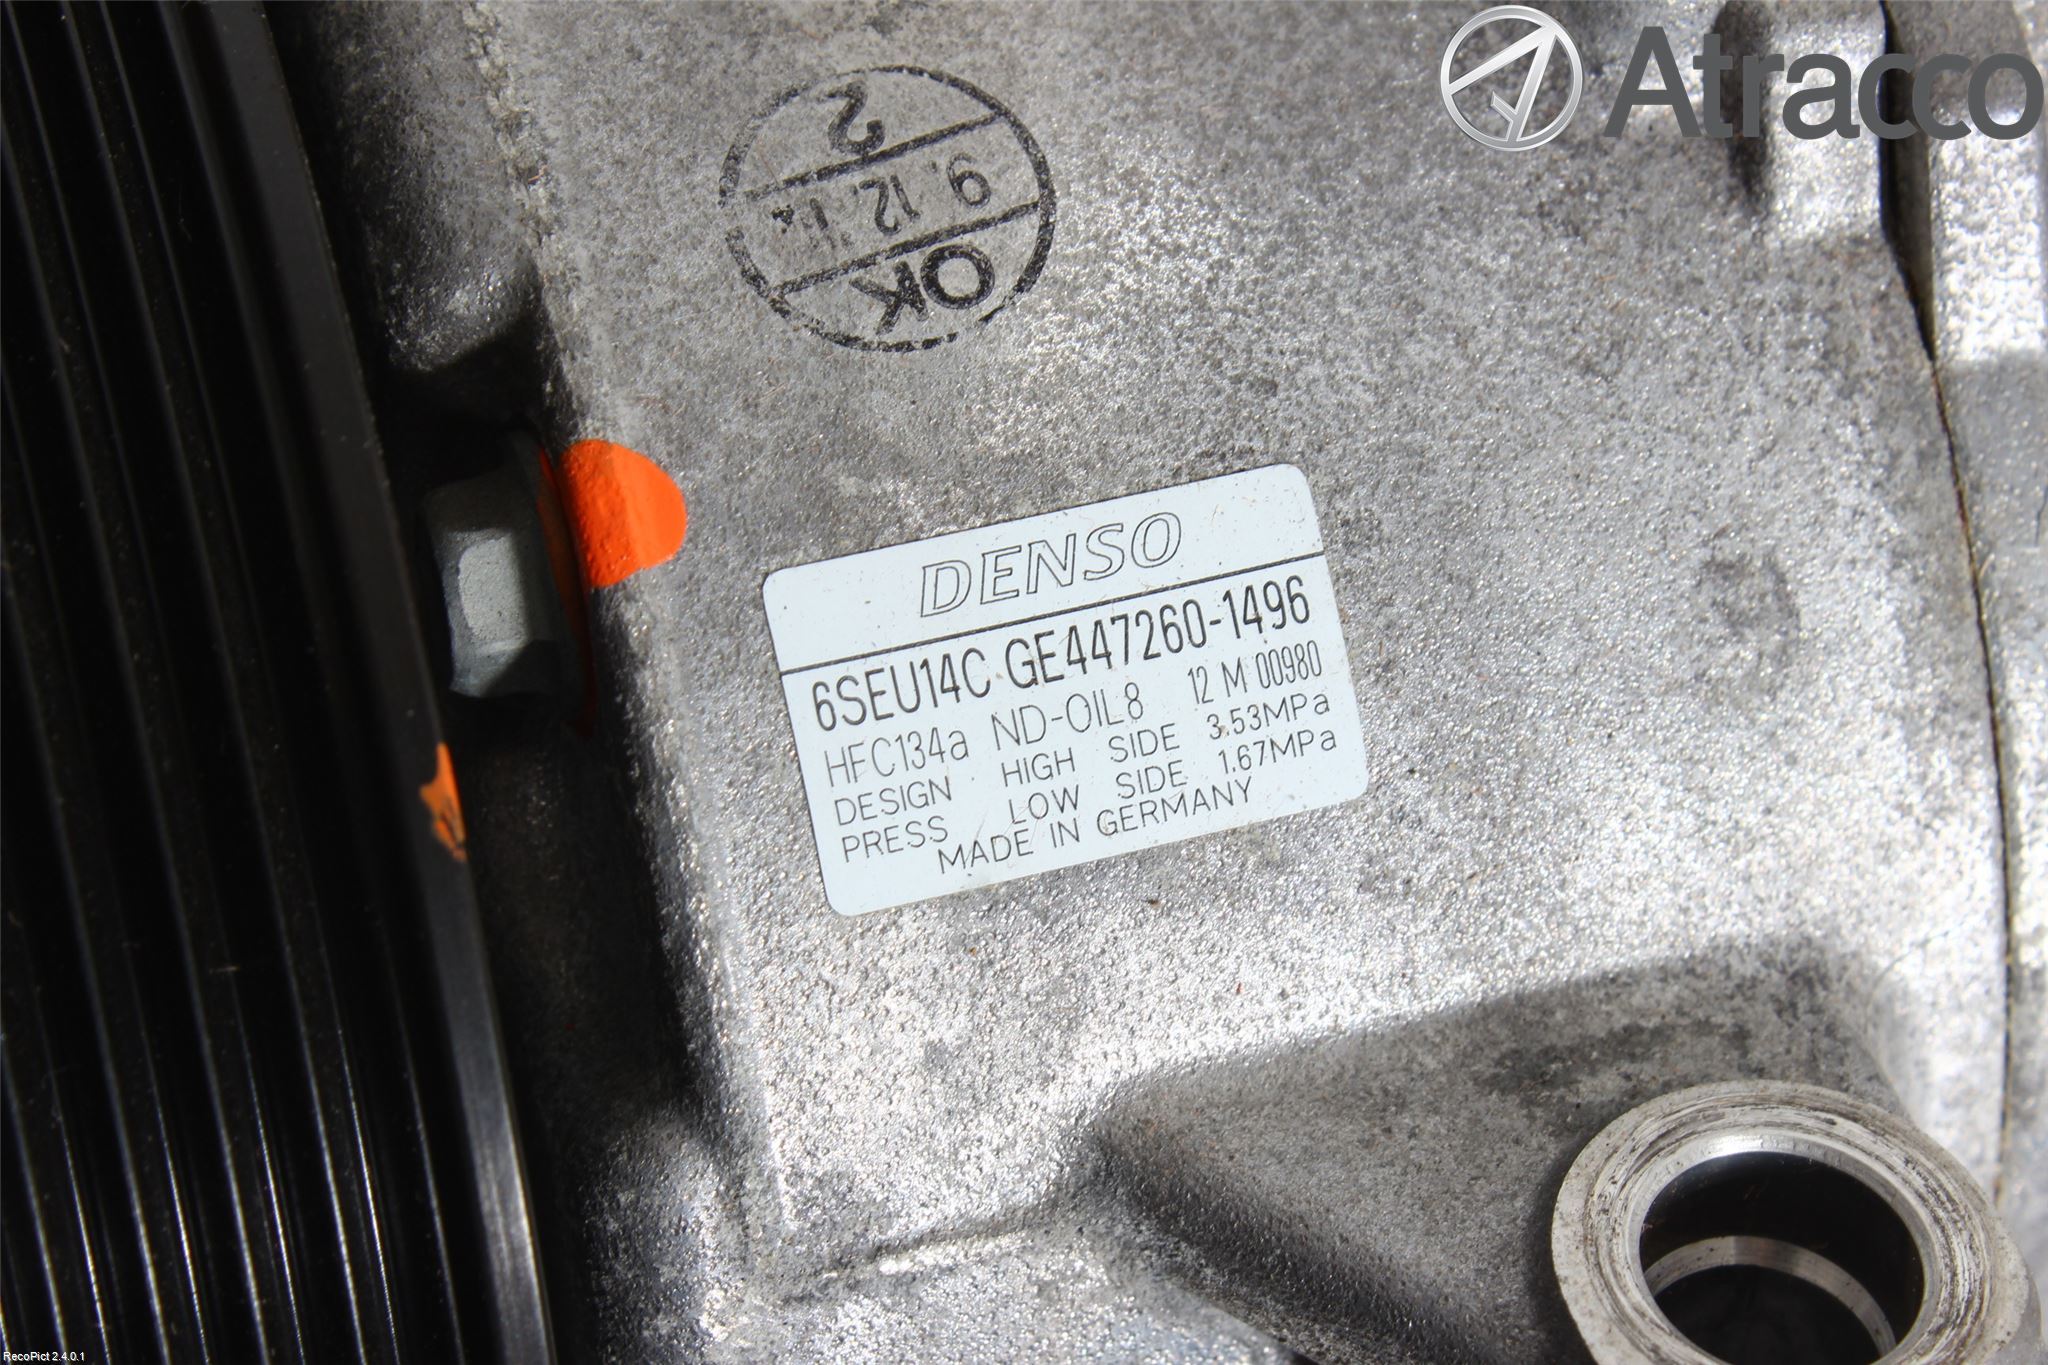 Atracco
OK
9. 12.
2
DENSO
6SEU14C GE447260-1496
HFC134a ND-OIL8 12 M 00980
DESIGN HIGH SIDE 3.53MPa
PRESS LOW SIDE 1.67MPa
MADE IN GERMANY
RecoPict 2.4.0.1